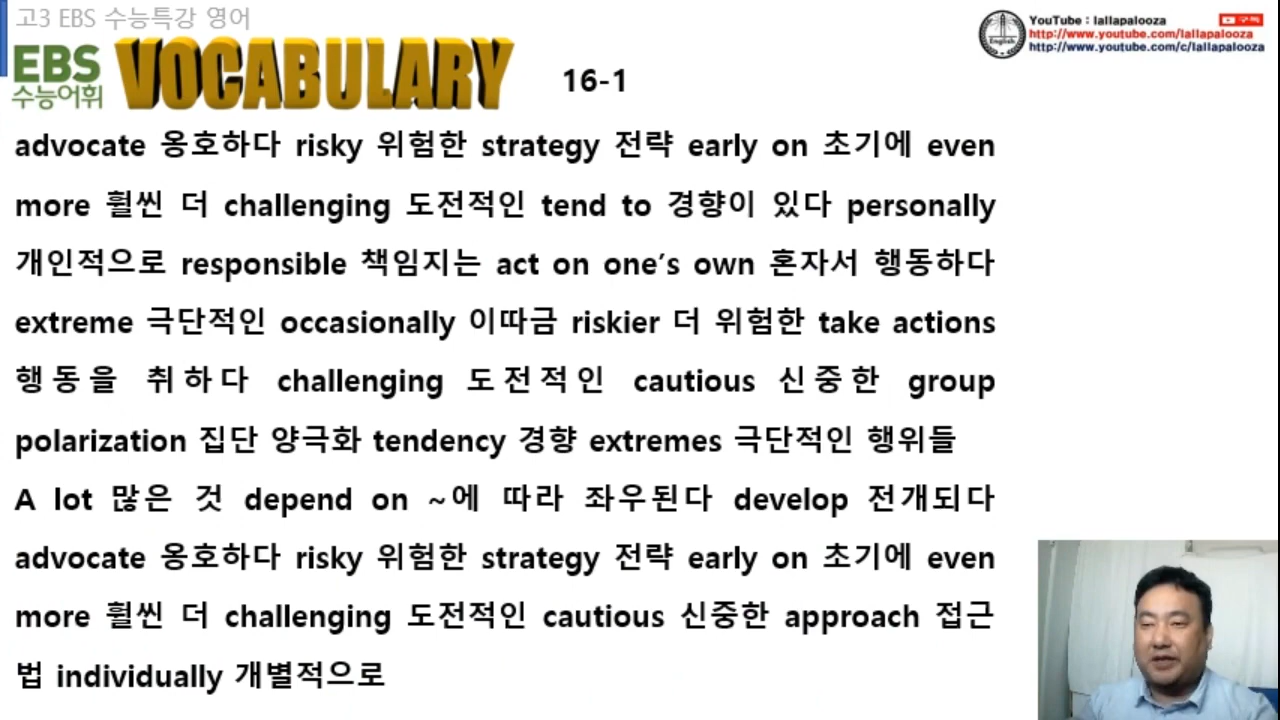 고3 EBS 수능특강 영어
EBS
수능어휘
VOCABULARY
16-1
YouTube : lallapalooza
구독
http://www.youtube.com/lallapalooza
http://www.youtube.com/c/lallapalooza
English
advocate 옹호하다 risky 위험한 strategy 전략 early on 초기에 even
more 훨씬 더 challenging 도전적인 tend to 경향이 있다 personally
개인적으로 responsible 책임지는 act on one's own 혼자서 행동하다
extreme 극단적인 occasionally 이따금 riskier 더 위험한 take actions
행동을 취하다 challenging 도전적인 cautious 신중한 group
polarization 집단 양극화 tendency 경향 extremes 극단적인 행위들
A lot 많은 것 depend on ~에 따라 좌우된다 develop 전개되다
advocate 옹호하다 risky 위험한 strategy 전략 early on 초기에 even
more 훨씬 더 challenging 도전적인 cautious 신중한 approach 접근
법 individually 개별적으로